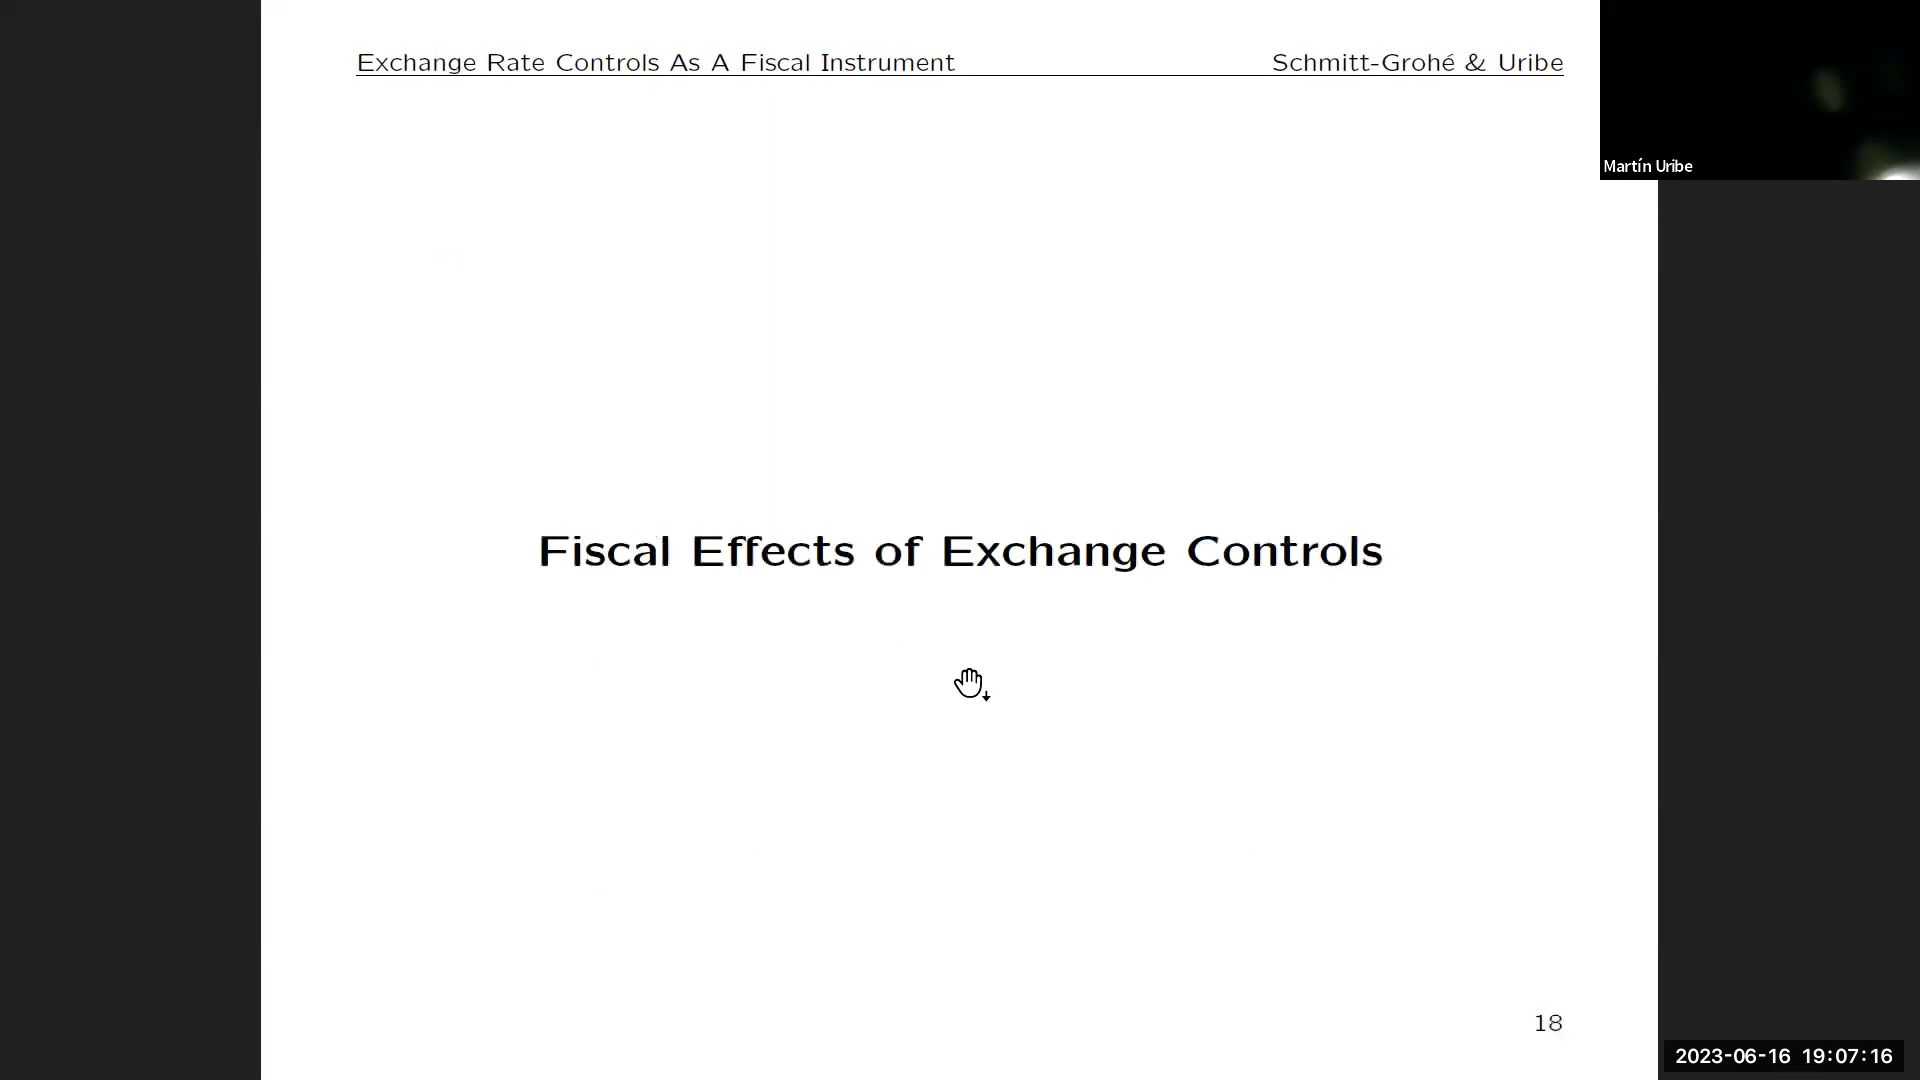 Exchange Rate Controls As A Fiscal Instrument Schmitt-Grohé & Uribe
Martín Uribe
Fiscal Effects of Exchange Controls
18
2023-06-16 19:07:16